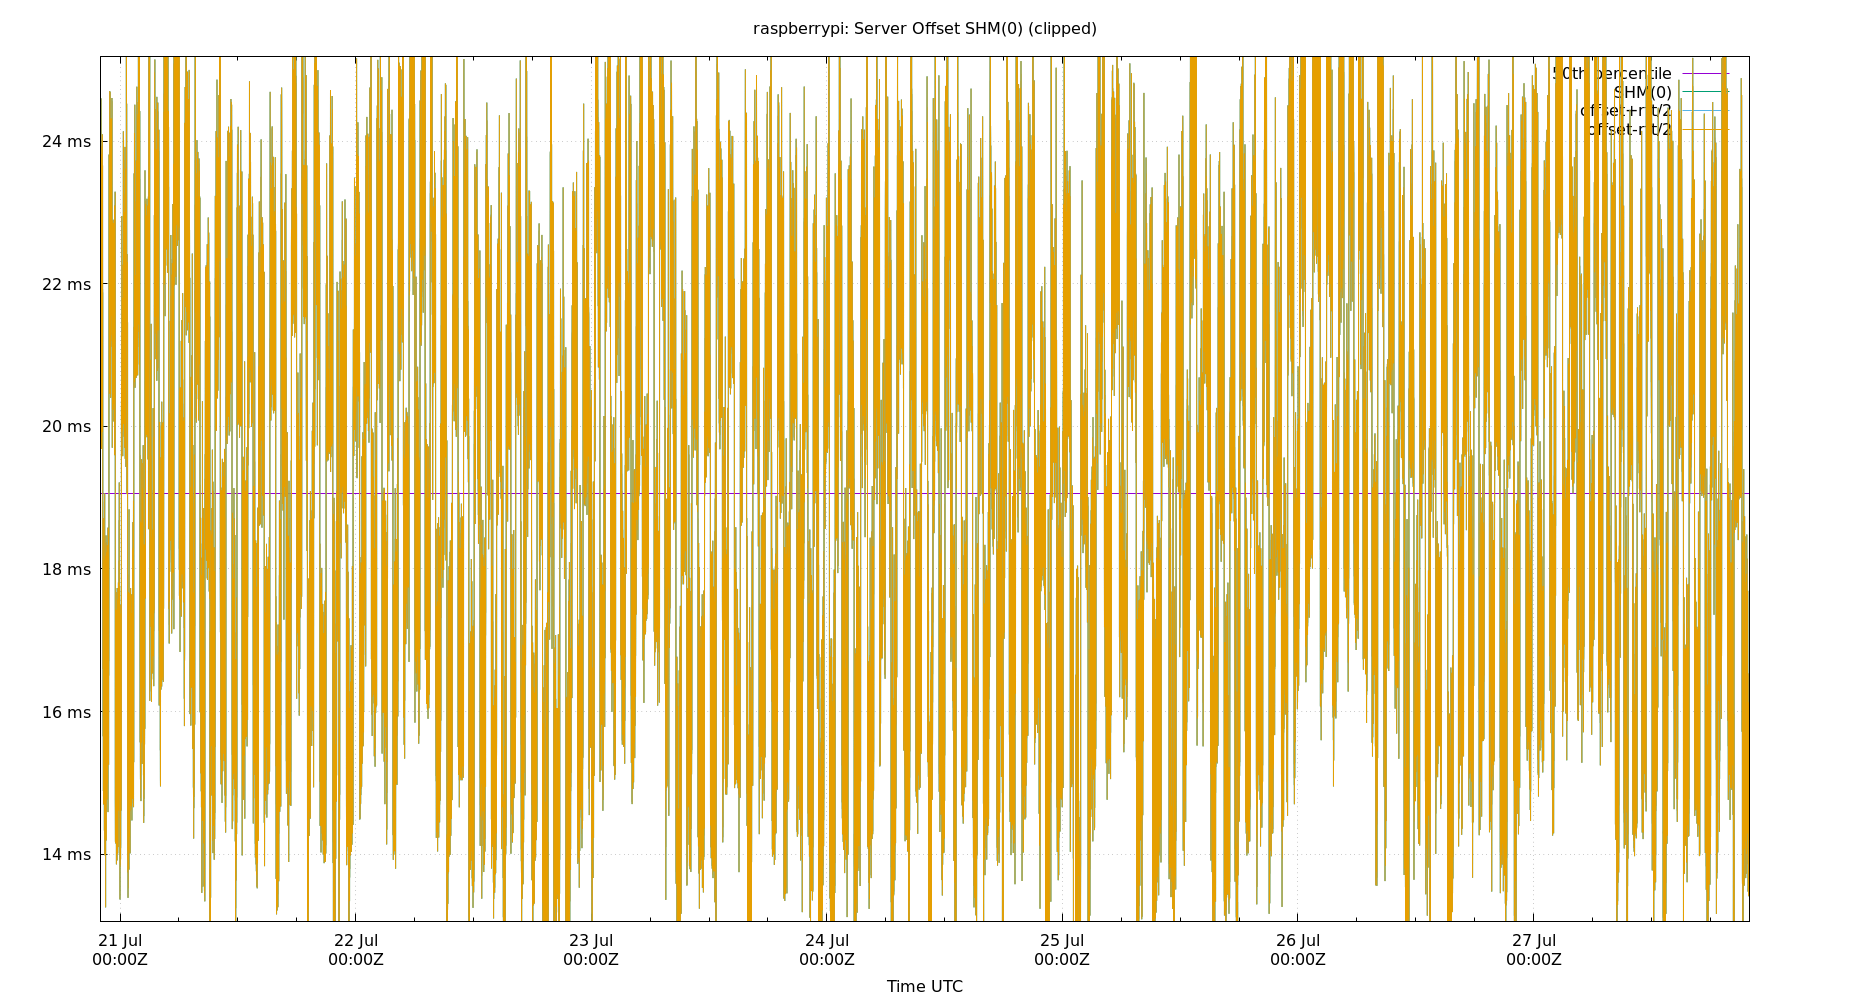 raspberrypi: Server Offset SHM(0) (clipped)
50th percentile
SHM(0)
offset+rtt/2
offset-rtt/2
24 ms
22 ms
20 ms
18 ms
16 ms
14 ms
21 Jul 22 Jul 23 Jul 24 Jul 25 Jul 26 Jul 27 Jul
00:00Z 00:00Z 00:00Z 00:00Z 00:00Z 00:00Z 00:00Z
Time UTC